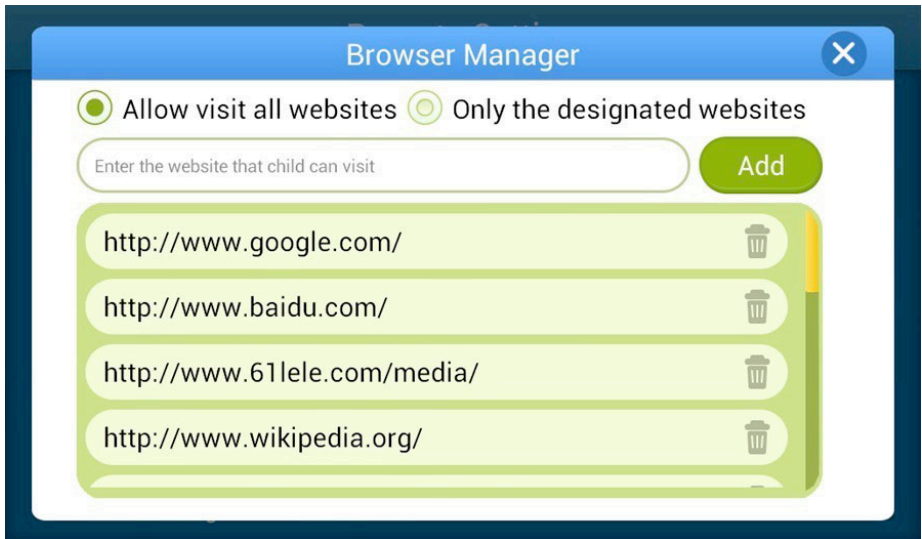 Browser Manager
Allow visit all websites Only the designated websites
Enter the website that child can visit Add
http://www.google.com/
http://www.baidu.com/
http://www.61lele.com/media/
http://www.wikipedia.org/